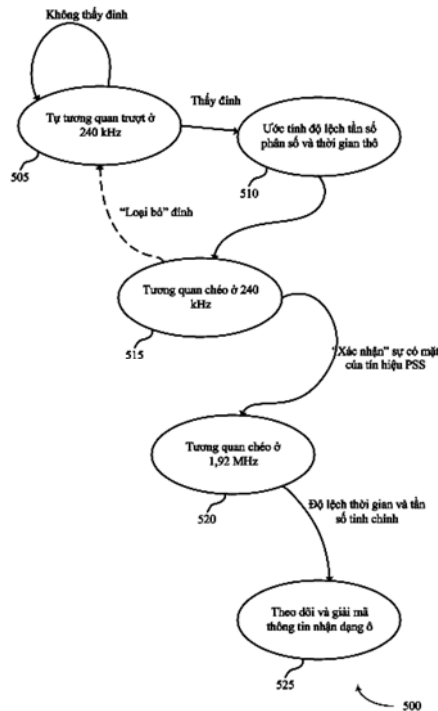 Không thấy đỉnh
Tự tương quan trượt ở
240 kHz
505
Thấy đỉnh
Ước tính độ lệch tần số
phân số và thời gian thô
510
“Loại bỏ” đỉnh
Tương quan chéo ở 240
kHz
515
“Xác nhận” sự có mặt
của tín hiệu PSS
Tương quan chéo ở
1,92 MHz
520
Độ lệch thời gian và tần
số tinh chỉnh
Theo dõi và giải mã
thông tin nhận dạng ô
525
500